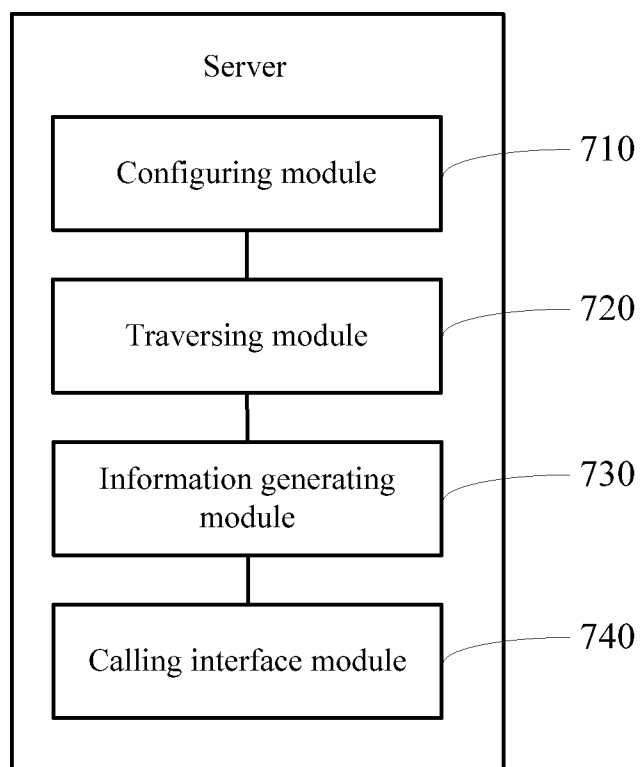 Server
Configuring module
710
Traversing module
720
Information generating
module
730
Calling interface module
740